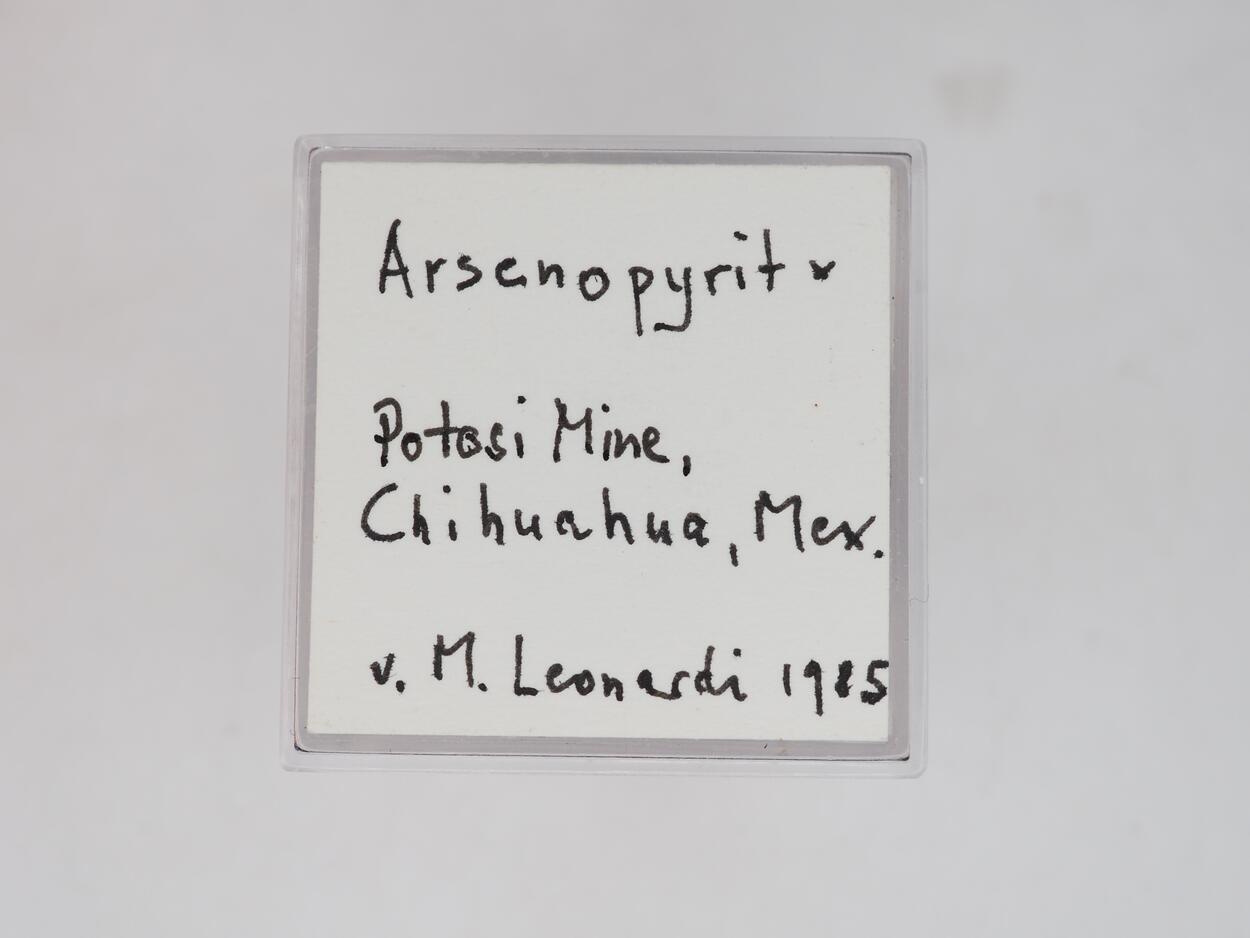 Arsenopyrit x
Potosi Mine,
Chihuahua, Mex.
v. M. Leonardi 1985